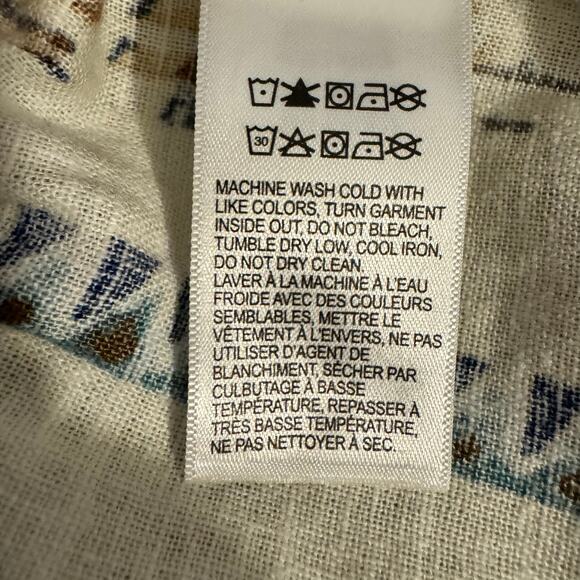 30
MACHINE WASH COLD WITH
LIKE COLORS, TURN GARMENT
INSIDE OUT, DO NOT BLEACH,
TUMBLE DRY LOW, COOL IRON,
DO NOT DRY CLEAN.
LAVER À LA MACHINE À L'EAU
FROIDE AVEC DES COULEURS
SEMBLABLES, METTRE LE
VÊTEMENT À L'ENVERS, NE PAS
UTILISER D'AGENT DE
BLANCHIMENT, SÉCHER PAR
CULBUTAGE À BASSE
TEMPÉRATURE, REPASSER À
TRÈS BASSE TEMPÉRATURE,
NE PAS NETTOYER À SEC.